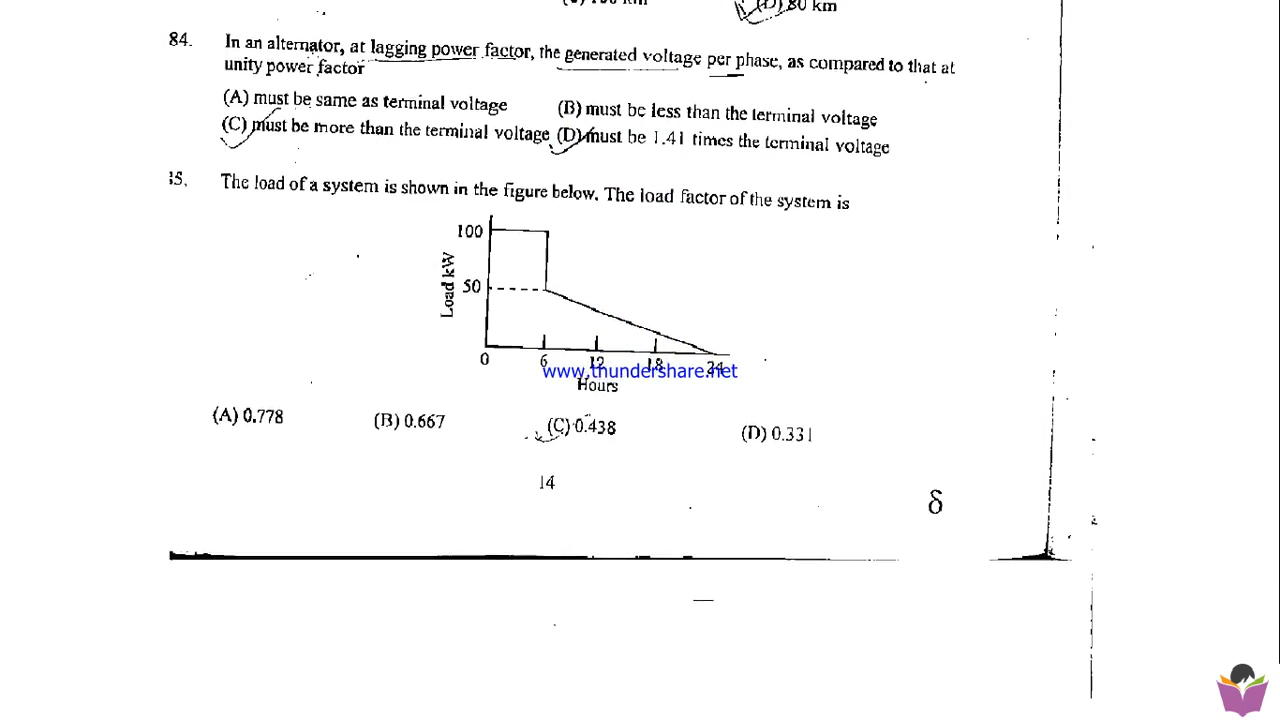 (D) 80 km
84. In an alternator, at lagging power factor, the generated voltage per phase, as compared to that at
unity power factor
(A) must be same as terminal voltage (B) must be less than the terminal voltage
(C) must be more than the terminal voltage (D) must be 1.41 times the terminal voltage
35. The load of a system is shown in the figure below. The load factor of the system is
100
Load kW
50
0 6 12 18 24
www.thundershare.net
Hours
(A) 0.778 (B) 0.667 (C) 0.438 (D) 0.331
14
δ